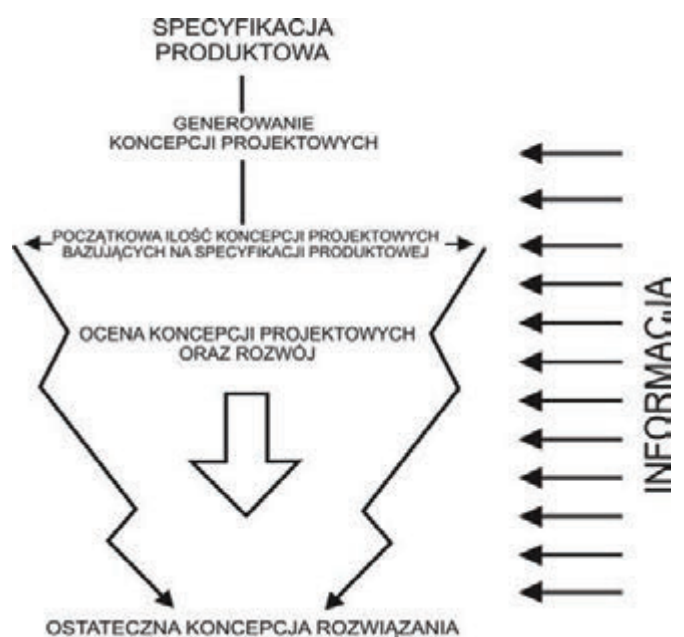 SPECYFIKACJA
PRODUKTOWA
GENEROWANIE
KONCEPCJI PROJEKTOWYCH
POCZĄTKOWA ILOŚĆ KONCEPCJI PROJEKTOWYCH
BAZUJĄCYCH NA SPECYFIKACJI PRODUKTOWEJ
OCENA KONCEPCJI PROJEKTOWYCH
ORAZ ROZWÓJ
INFORMACJA
OSTATECZNA KONCEPCJA ROZWIĄZANIA